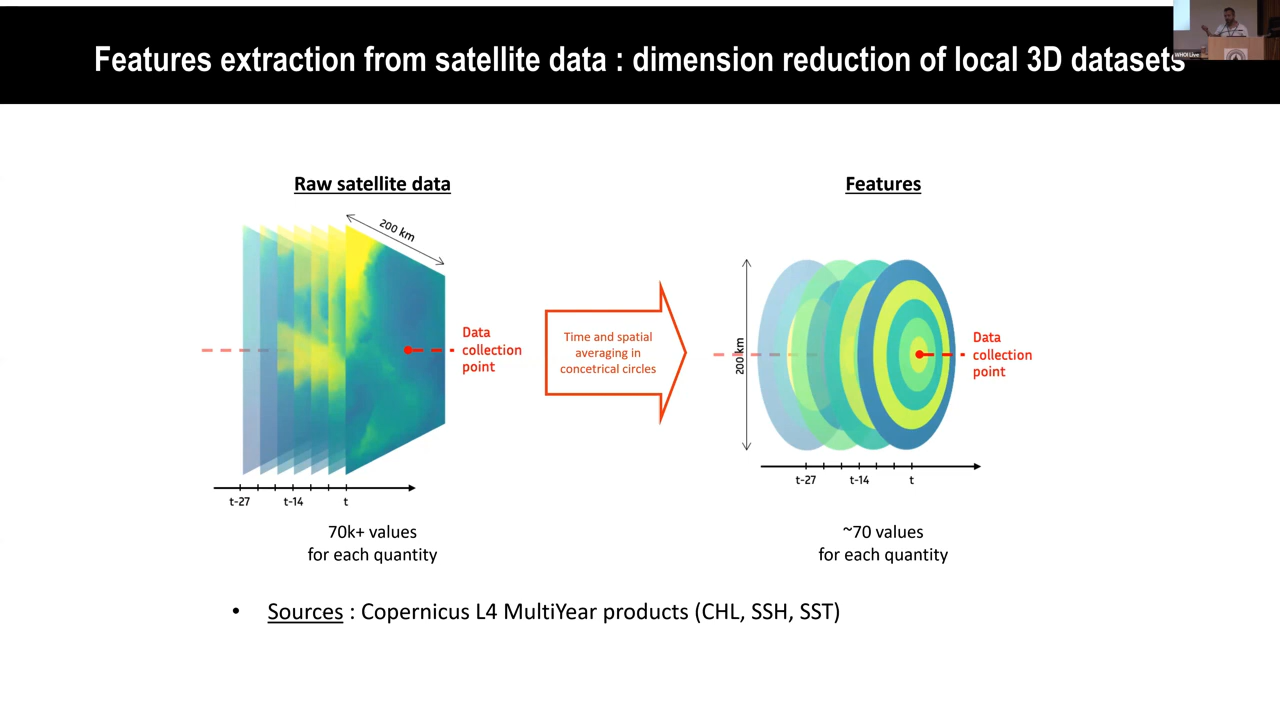 Features extraction from satellite data : dimension reduction of local 3D datasets
WHOI Live
Raw satellite data
200 km
Data
collection
point
t-27
t-14
t
70k+ values
for each quantity
Time and spatial
averaging in
concetrical circles
Features
200 km
Data
collection
point
t-27
t-14
t
~70 values
for each quantity
• Sources : Copernicus L4 MultiYear products (CHL, SSH, SST)